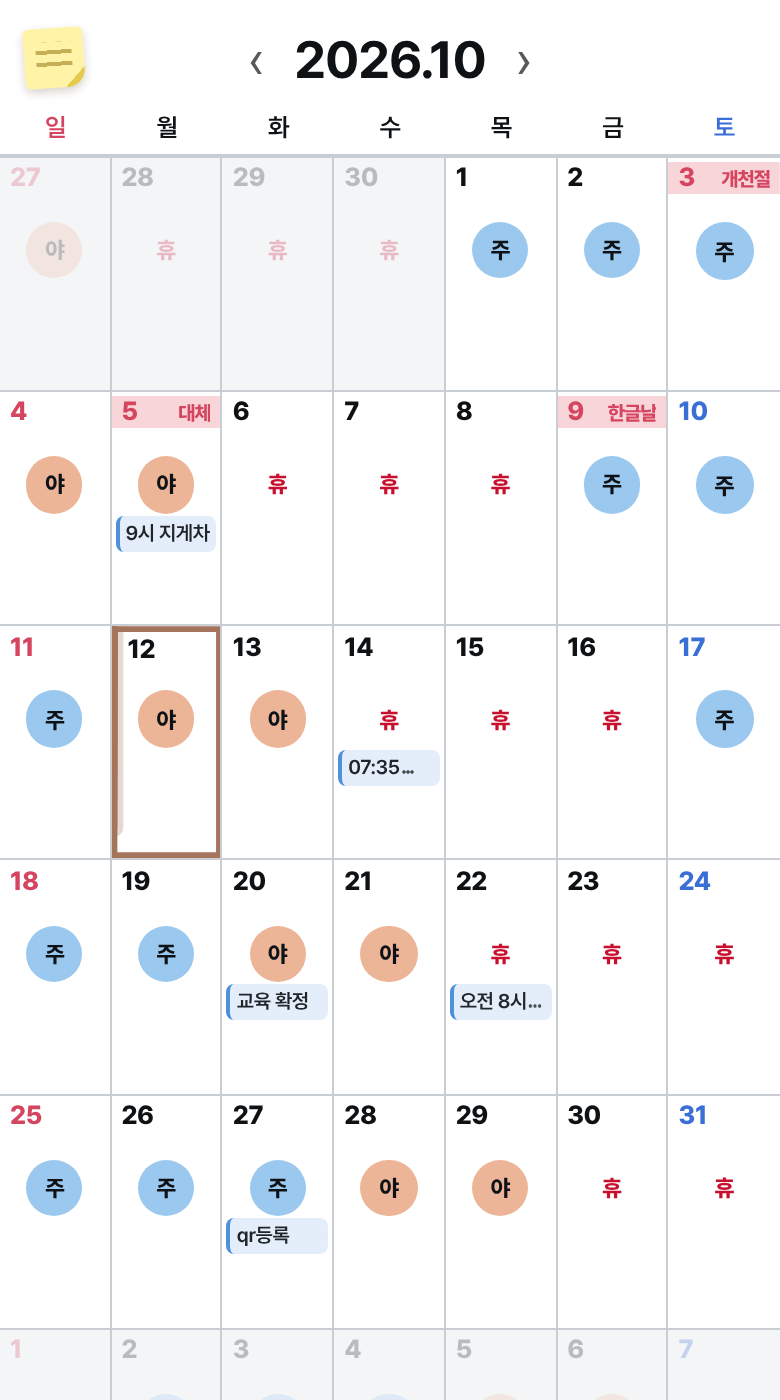 ‹ 2026.10 ›
일 월 화 수 목 금 토
27 28 29 30 1 2 3 개천절
야 휴 휴 휴 주 주 주
4 5 대체 6 7 8 9 한글날 10
야 야 휴 휴 휴 주 주
9시 지게차
11 12 13 14 15 16 17
주 야 야 휴 휴 휴 주
07:35...
18 19 20 21 22 23 24
주 주 야 야 휴 휴 휴
교육 확정 오전 8시...
25 26 27 28 29 30 31
주 주 주 야 야 휴 휴
qr등록
1 2 3 4 5 6 7